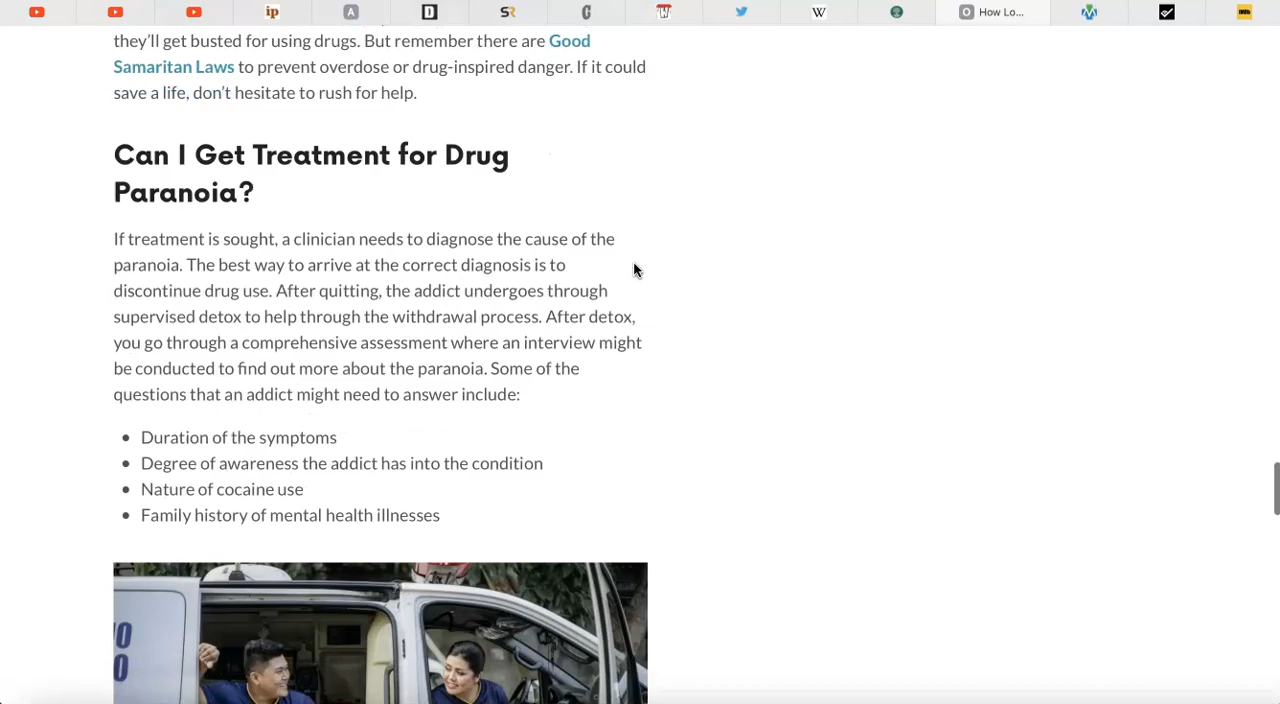 ip
A
D
SR
W
How Lo...
IMDb
they'll get busted for using drugs. But remember there are Good
Samaritan Laws to prevent overdose or drug-inspired danger. If it could
save a life, don't hesitate to rush for help.
Can I Get Treatment for Drug
Paranoia?
If treatment is sought, a clinician needs to diagnose the cause of the
paranoia. The best way to arrive at the correct diagnosis is to
discontinue drug use. After quitting, the addict undergoes through
supervised detox to help through the withdrawal process. After detox,
you go through a comprehensive assessment where an interview might
be conducted to find out more about the paranoia. Some of the
questions that an addict might need to answer include:
• Duration of the symptoms
• Degree of awareness the addict has into the condition
• Nature of cocaine use
• Family history of mental health illnesses